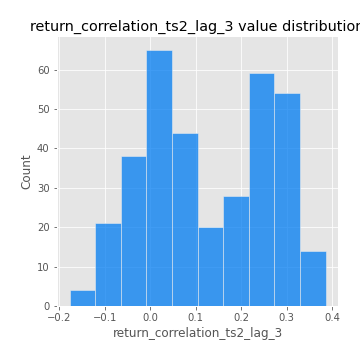 return_correlation_ts2_lag_3 value distribution
Count
60
50
40
30
20
10
0
−0.2 −0.1 0.0 0.1 0.2 0.3 0.4
return_correlation_ts2_lag_3